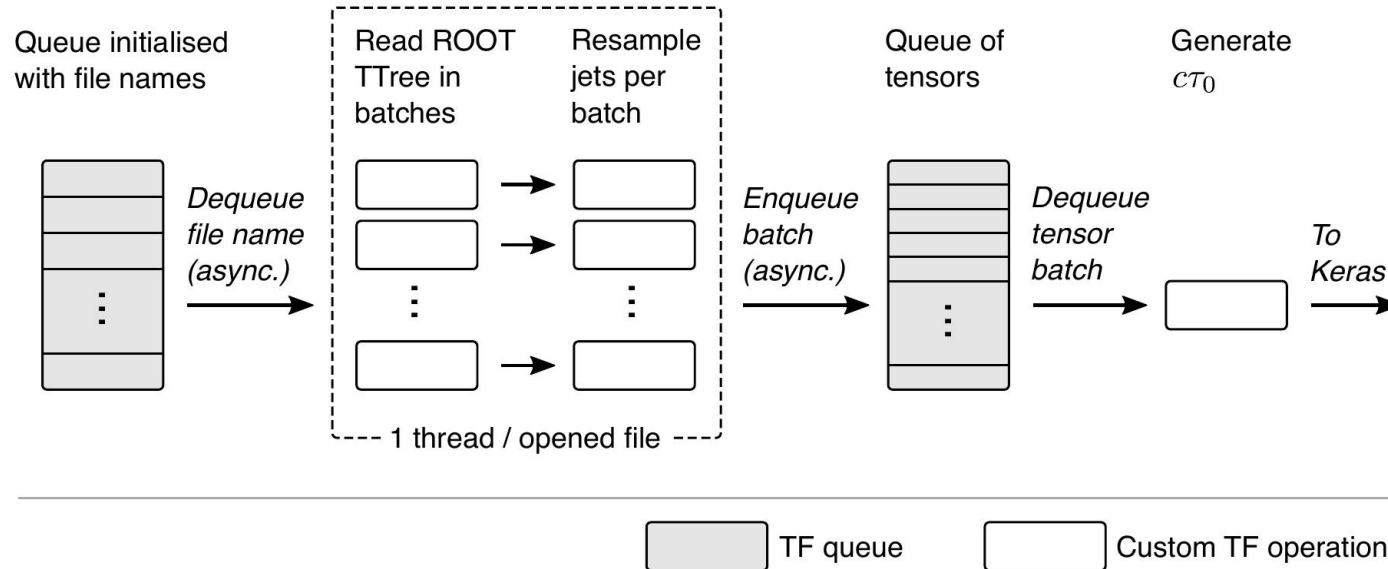 Queue initialised
with file names
Read ROOT
TTree in
batches
Resample
jets per
batch
Queue of
tensors
Generate
cτ₀
Dequeue
file name
(async.)
Enqueue
batch
(async.)
Dequeue
tensor
batch
To
Keras
1 thread / opened file
TF queue
Custom TF operation